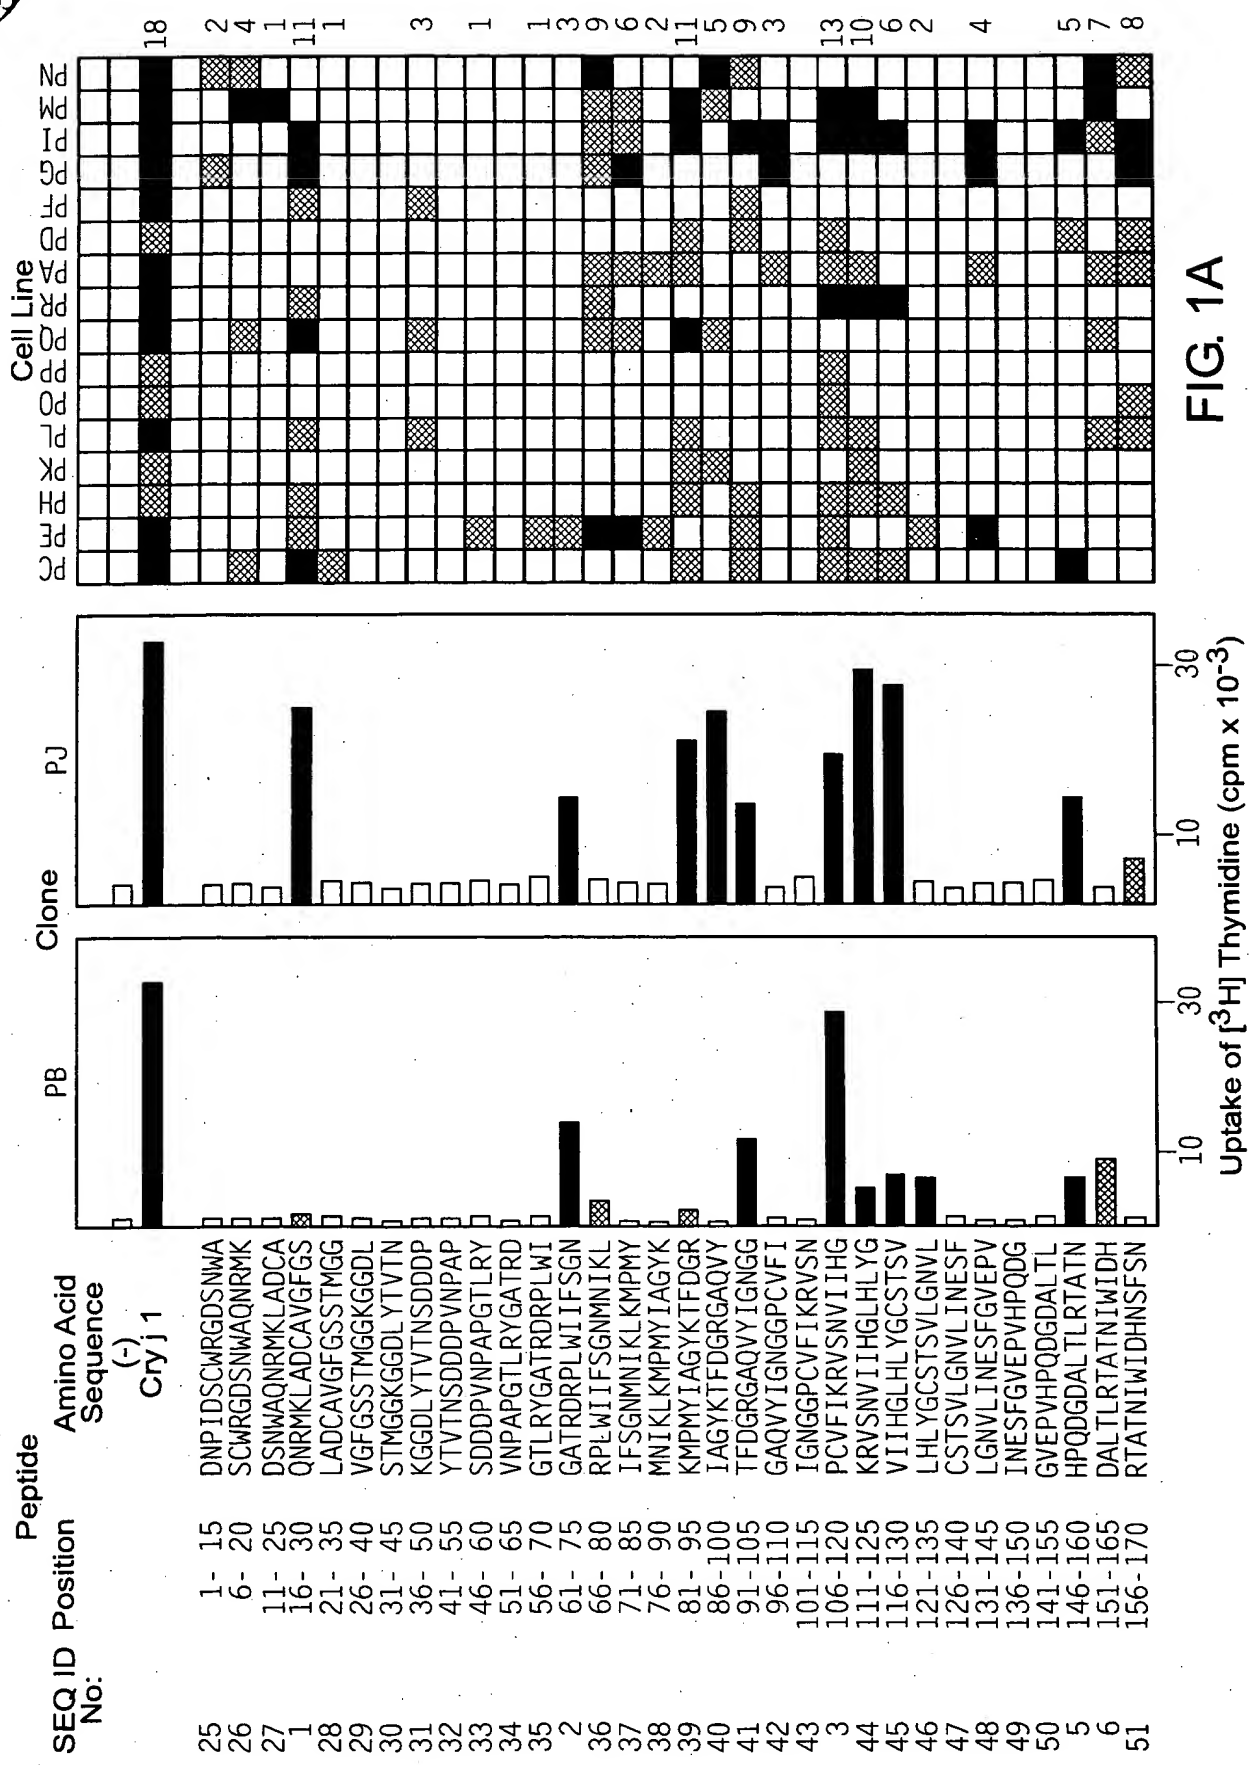 Peptide
SEQ ID No: Position Amino Acid Sequence
Clone
PB PJ
Cell Line
PC PE PH PK PL PO PP PQ PR PA PD PF PG PI PM PN
(-)
Cry j 1 18
25 1- 15 DNPIDSCWRGDSNWA 2
26 6- 20 SCWRGDSNWAQNRMK 4
27 11- 25 DSNWAQNRMKLADCA 1
1 16- 30 QNRMKLADCAVGFGS 11
28 21- 35 LADCAVGFGSSTMGG 1
29 26- 40 VGFGSSTMGGKGGDL
30 31- 45 STMGGKGGDLYTVTN
31 36- 50 KGGDLYTVTNSDDDP 3
32 41- 55 YTVTNSDDDPVNPAP
33 46- 60 SDDDPVNPAPGTLRY 1
34 51- 65 VNPAPGTLRYGATRD
35 56- 70 GTLRYGATRDRPLWI 1
2 61- 75 GATRDRPLWIIFSGN 3
36 66- 80 RPLWIIFSGNMNIKL 9
37 71- 85 IFSGNMNIKLKMPMY 6
38 76- 90 MNIKLKMPMYIAGYK 2
39 81- 95 KMPMYIAGYKTFDGR 11
40 86-100 IAGYKTFDGRGAQVY 5
41 91-105 TFDGRGAQVYIGNGG 9
42 96-110 GAQVYIGNGGPCVFI 3
43 101-115 IGNGGPCVFIKRVSN
3 106-120 PCVFIKRVSNVIIHG 13
44 111-125 KRVSNVIIHGLHLYG 10
45 116-130 VIIHGLHLYGCSTSV 6
46 121-135 LHLYGCSTSVLGNVL 2
47 126-140 CSTSVLGNVLINESF
48 131-145 LGNVLINESFGVEPV 4
49 136-150 INESFGVEPVHPQDG
50 141-155 GVEPVHPQDGDALTL
5 146-160 HPQDGDALTLRTATN 5
6 151-165 DALTLRTATNIWIDH 7
51 156-170 RTATNIWIDHNSFSN 8
10 30 10 30
Uptake of [3H] Thymidine (cpm x 10-3)
FIG. 1A